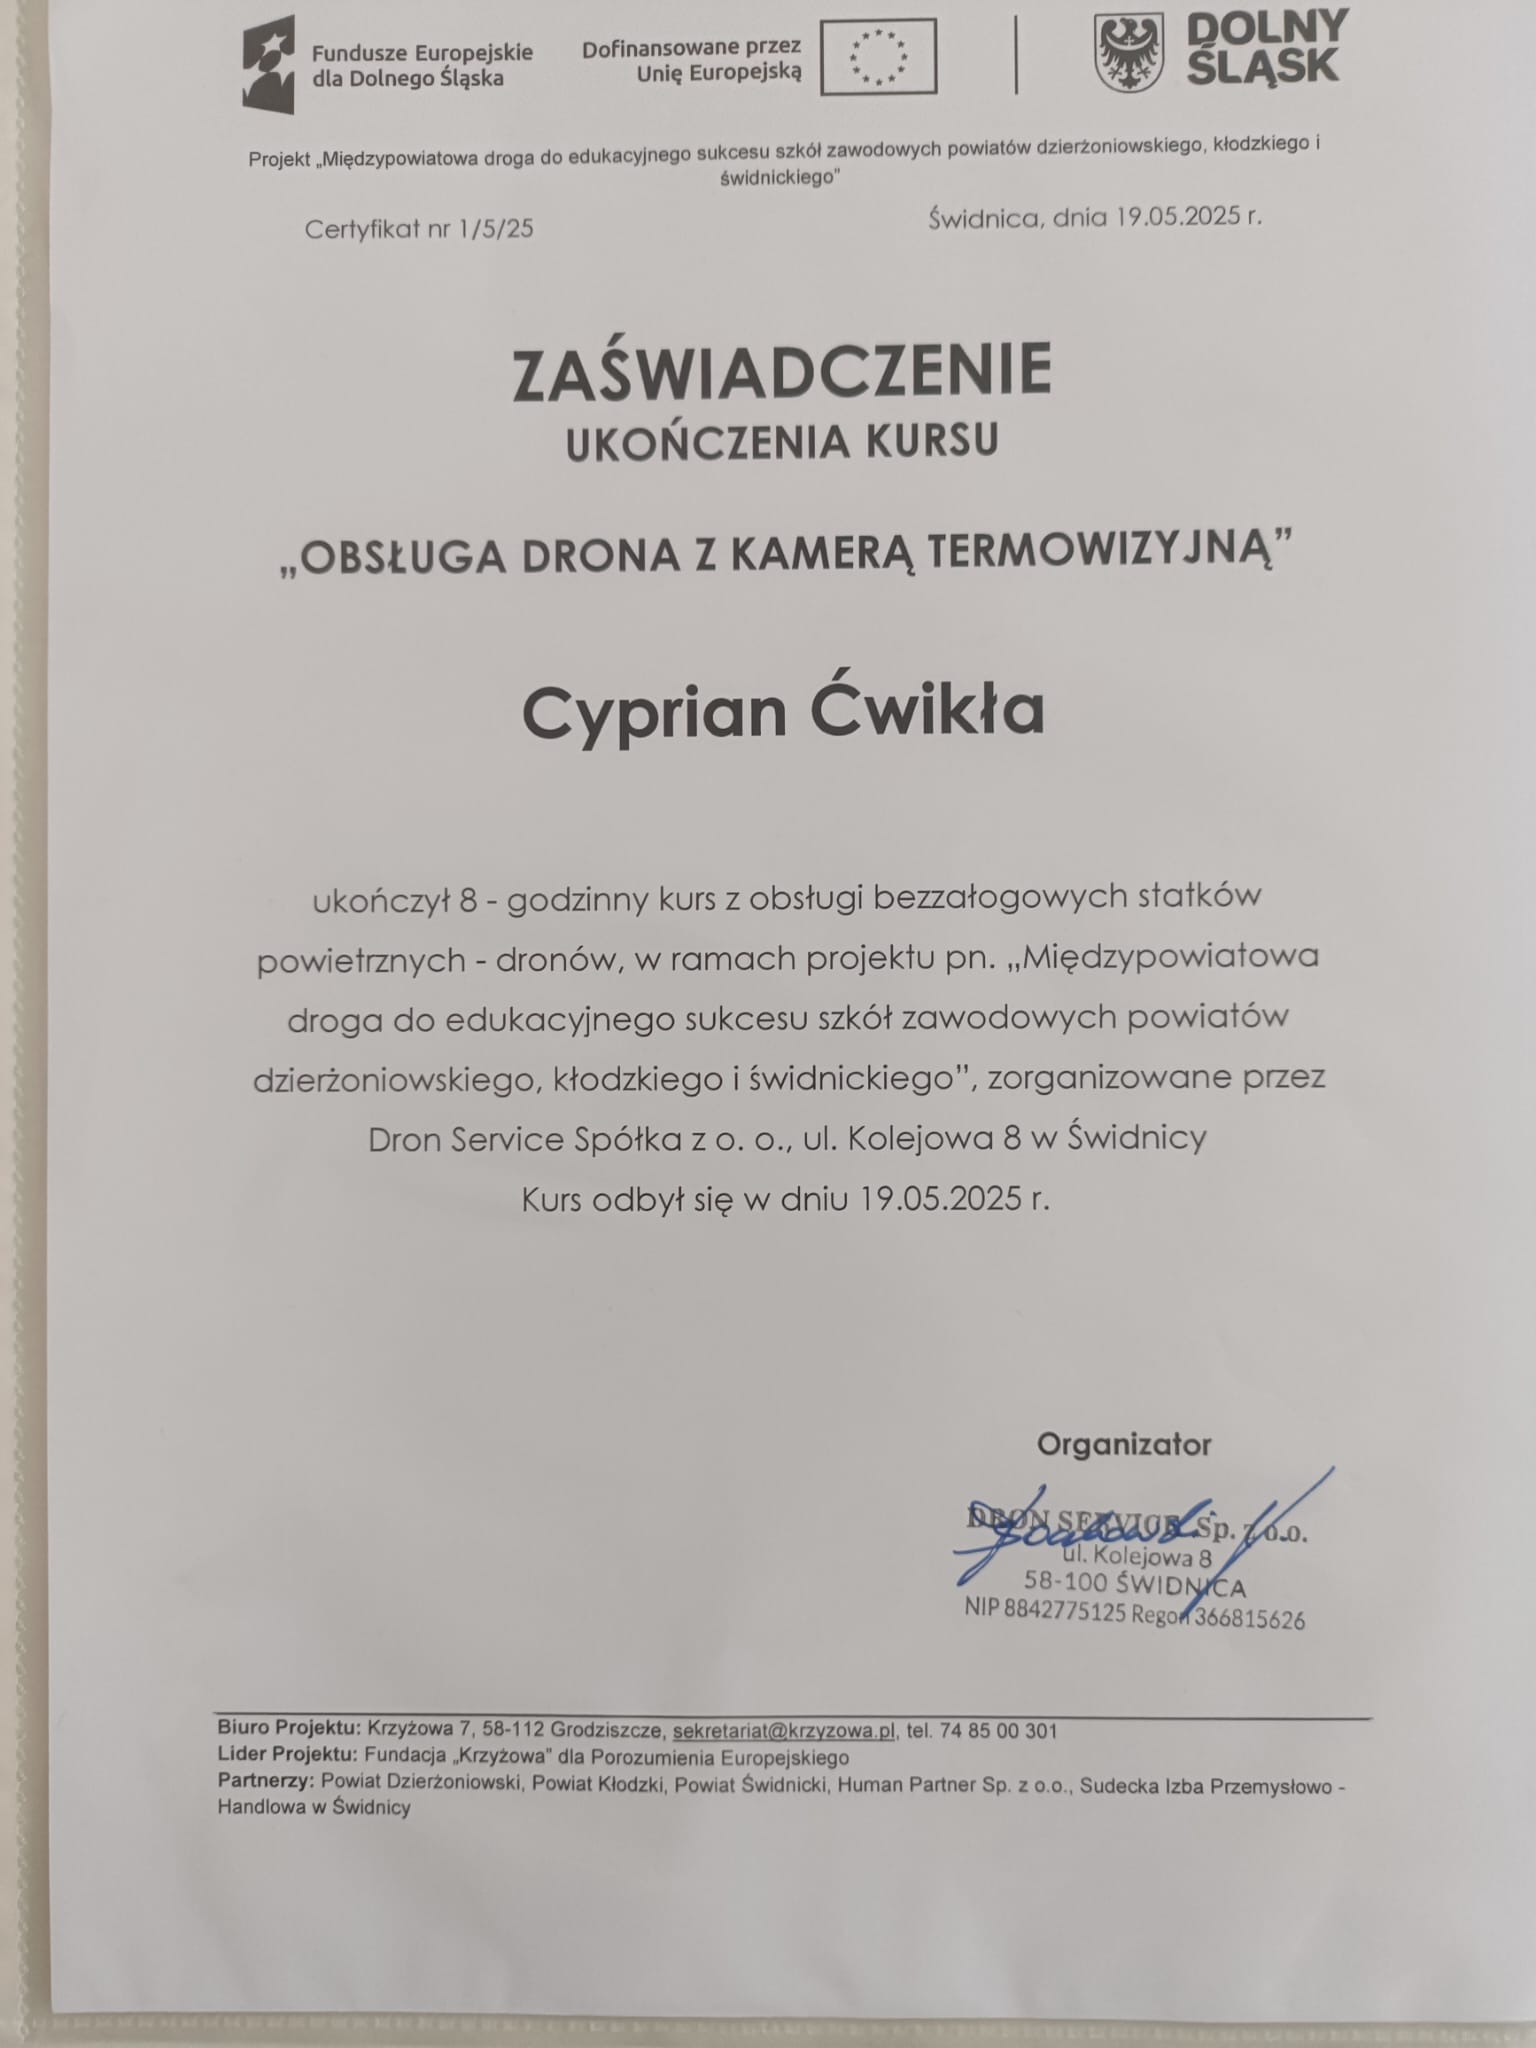 Fundusze Europejskie
dla Dolnego Śląska
Dofinansowane przez
Unię Europejską
DOLNY
ŚLĄSK
Projekt „Międzypowiatowa droga do edukacyjnego sukcesu szkół zawodowych powiatów dzierżoniowskiego, kłodzkiego i
świdnickiego”
Certyfikat nr 1/5/25
Świdnica, dnia 19.05.2025 r.
ZAŚWIADCZENIE
UKOŃCZENIA KURSU
„OBSŁUGA DRONA Z KAMERĄ TERMOWIZYJNĄ”
Cyprian Ćwikła
ukończył 8 - godzinny kurs z obsługi bezzałogowych statków
powietrznych - dronów, w ramach projektu pn. „Międzypowiatowa
droga do edukacyjnego sukcesu szkół zawodowych powiatów
dzierżoniowskiego, kłodzkiego i świdnickiego”, zorganizowane przez
Dron Service Spółka z o. o., ul. Kolejowa 8 w Świdnicy
Kurs odbył się w dniu 19.05.2025 r.
Organizator
DRON SERVICE Sp. z o.o.
ul. Kolejowa 8
58-100 ŚWIDNICA
NIP 8842775125 Regon 366815626
Biuro Projektu: Krzyżowa 7, 58-112 Grodziszcze, sekretariat@krzyzowa.pl, tel. 74 85 00 301
Lider Projektu: Fundacja „Krzyżowa” dla Porozumienia Europejskiego
Partnerzy: Powiat Dzierżoniowski, Powiat Kłodzki, Powiat Świdnicki, Human Partner Sp. z o.o., Sudecka Izba Przemysłowo -
Handlowa w Świdnicy